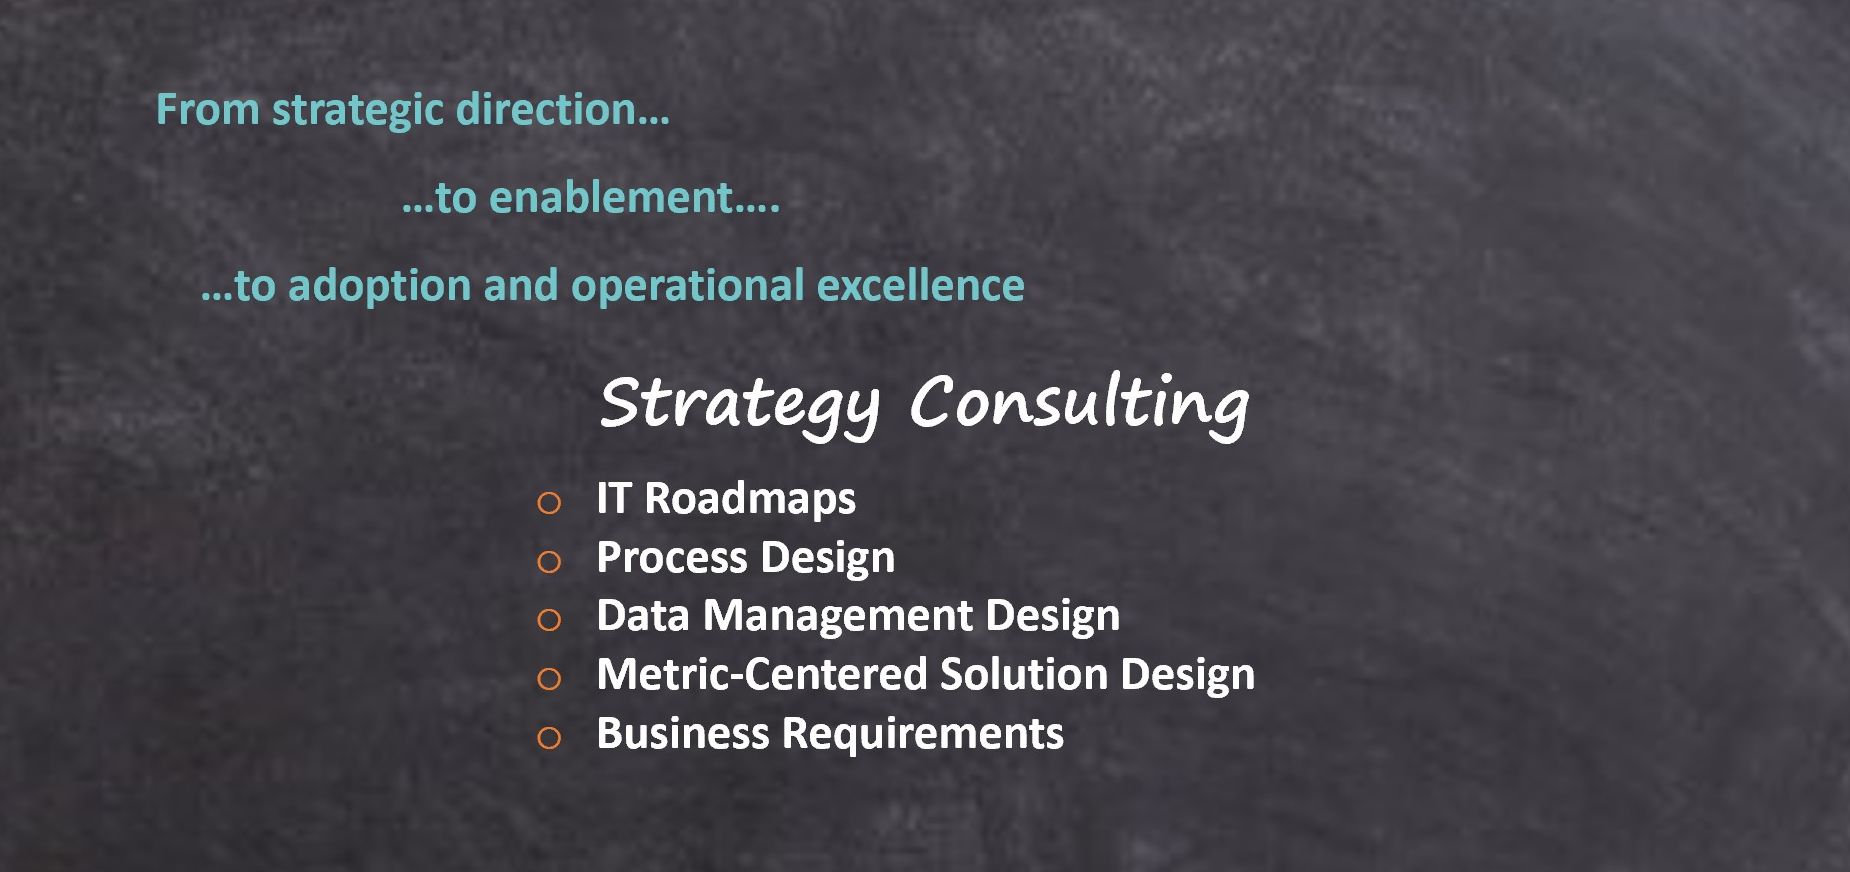 From strategic direction…
…to enablement….
…to adoption and operational excellence
Strategy Consulting
o IT Roadmaps
o Process Design
o Data Management Design
o Metric-Centered Solution Design
o Business Requirements